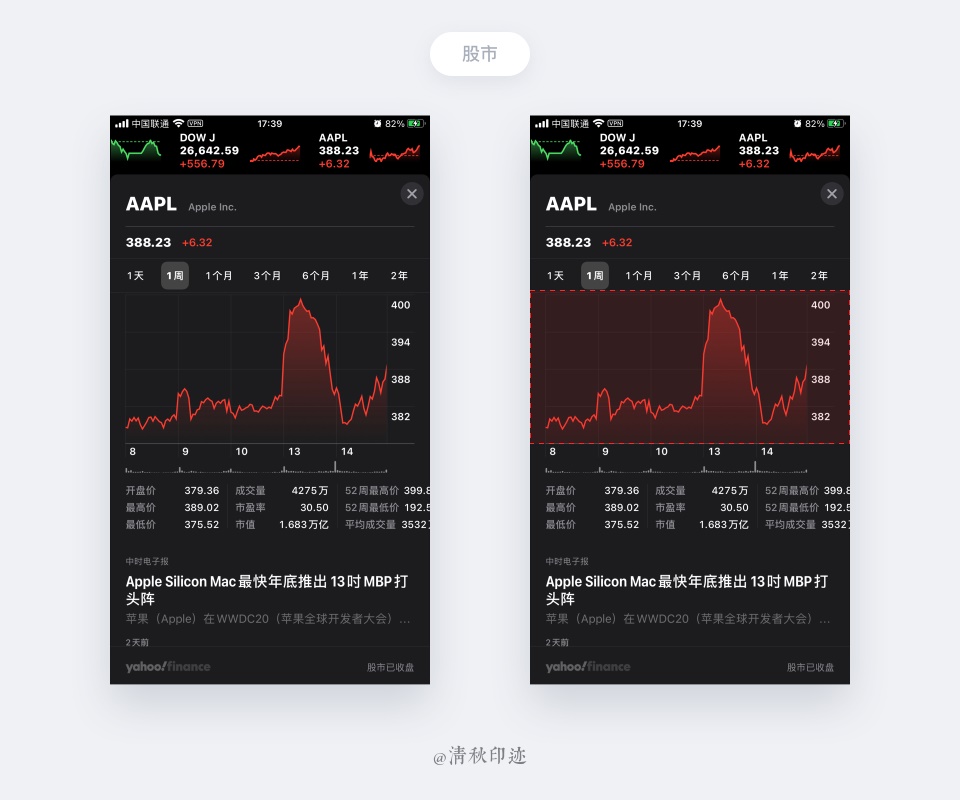 股市
中国联通 VPN 17:39 82%
DOW J AAPL
26,642.59 388.23
+556.79 +6.32
AAPL Apple Inc.
388.23 +6.32
1天 1周 1个月 3个月 6个月 1年 2年
400
394
388
382
8 9 10 13 14
开盘价 379.36 成交量 4275万 52周最高价 399.8
最高价 389.02 市盈率 30.50 52周最低价 192.5
最低价 375.52 市值 1.683万亿 平均成交量 3532
中时电子报
Apple Silicon Mac最快年底推出 13吋MBP打
头阵
苹果（Apple）在WWDC20（苹果全球开发者大会）…
2天前
yahoo!finance 股市已收盘
中国联通 VPN 17:39 82%
DOW J AAPL
26,642.59 388.23
+556.79 +6.32
AAPL Apple Inc.
388.23 +6.32
1天 1周 1个月 3个月 6个月 1年 2年
400
394
388
382
8 9 10 13 14
开盘价 379.36 成交量 4275万 52周最高价 399.8
最高价 389.02 市盈率 30.50 52周最低价 192.5
最低价 375.52 市值 1.683万亿 平均成交量 3532
中时电子报
Apple Silicon Mac最快年底推出 13吋MBP打
头阵
苹果（Apple）在WWDC20（苹果全球开发者大会）…
2天前
yahoo!finance 股市已收盘
@清秋印迹